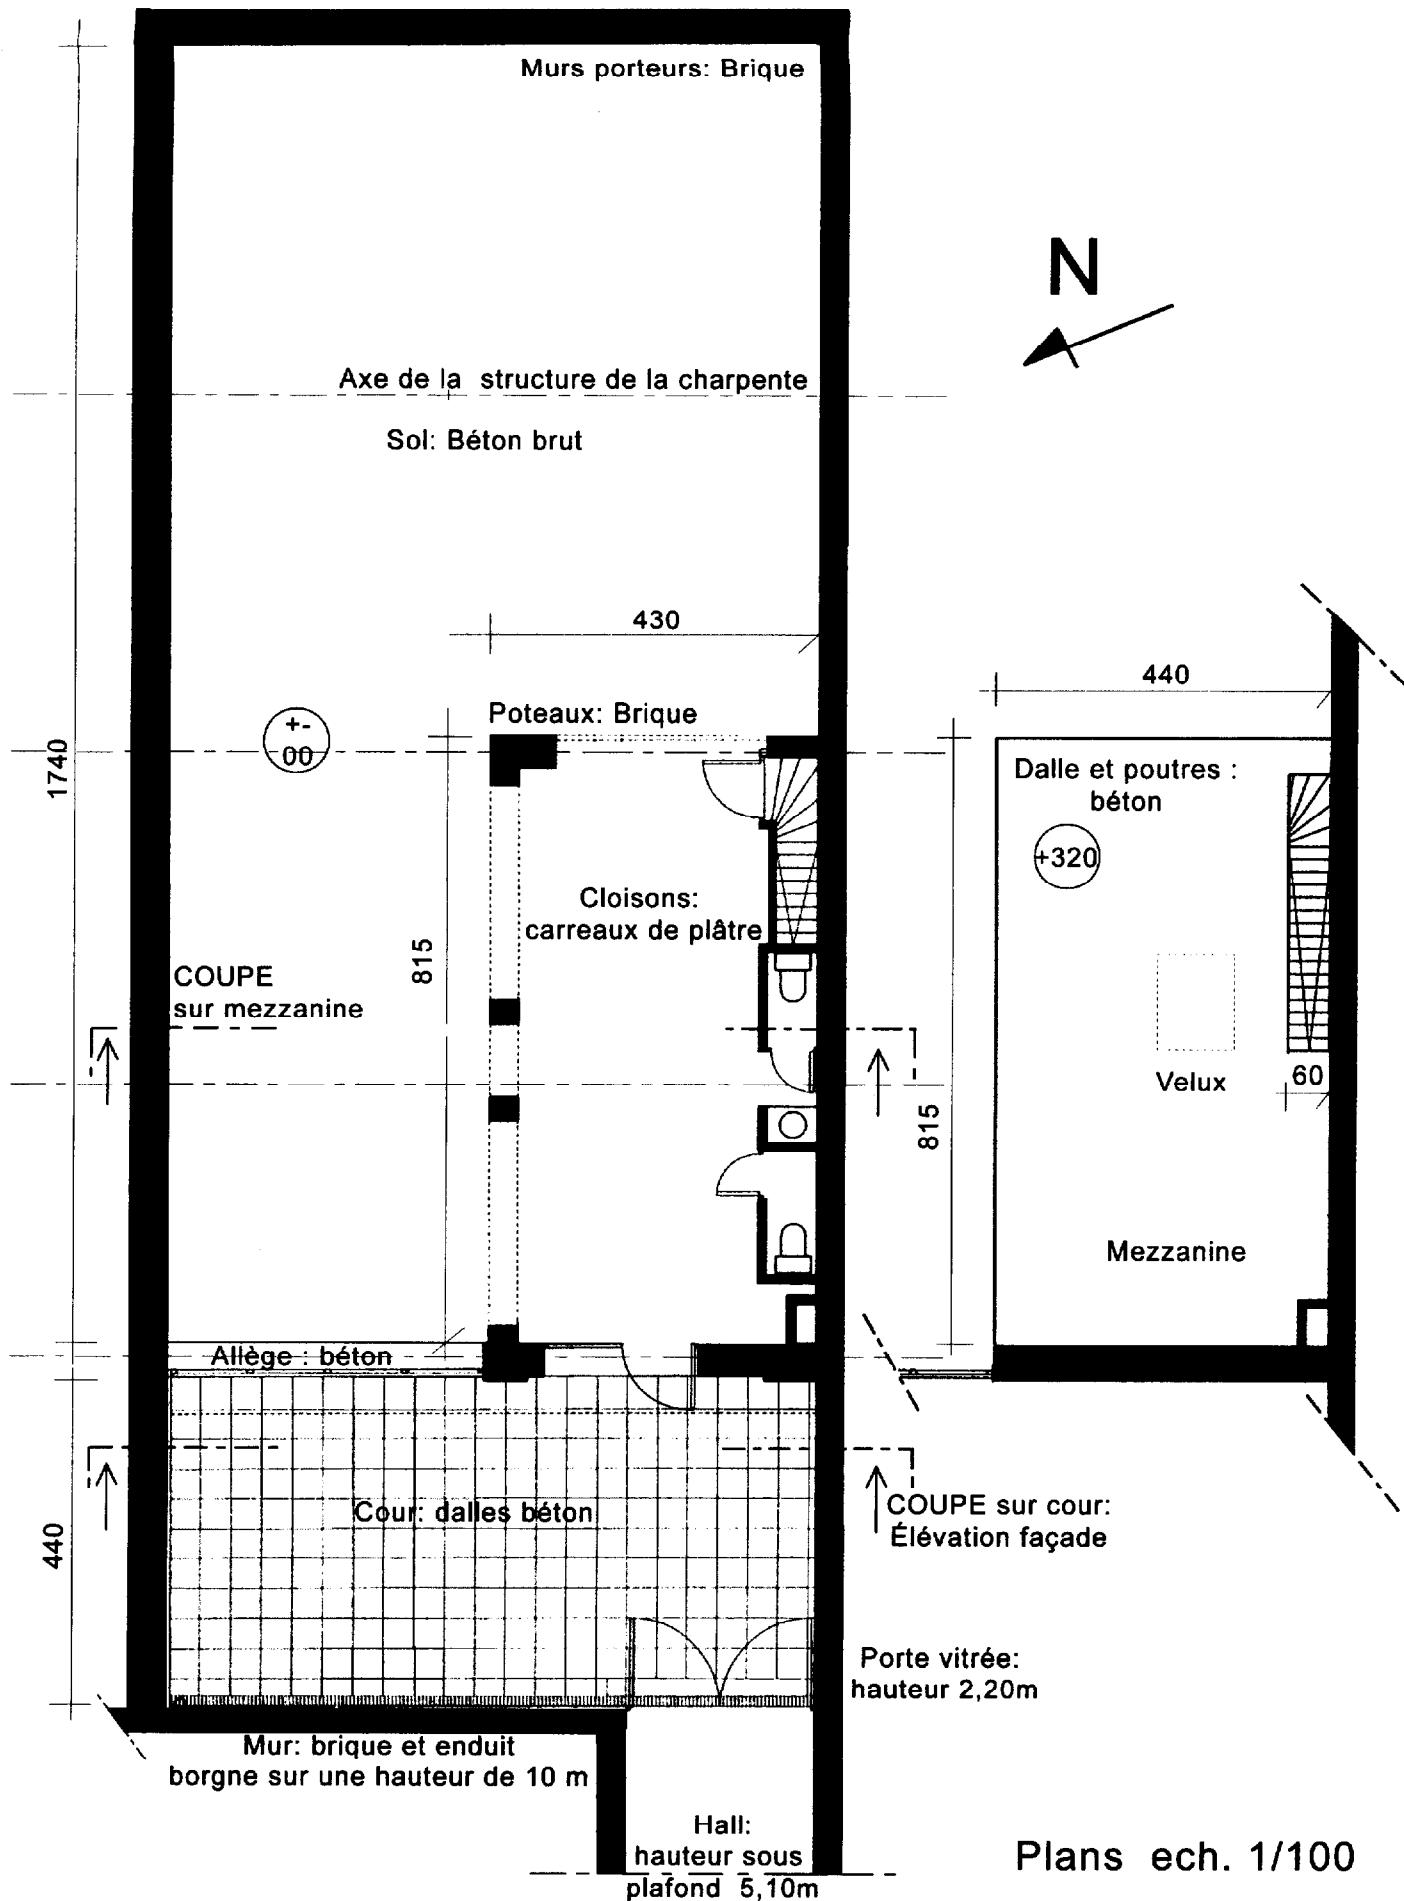 Murs porteurs: Brique
N
Axe de la structure de la charpente
Sol: Béton brut
430
440
Poteaux: Brique
+-
00
1740
Dalle et poutres :
béton
+320
Cloisons:
carreaux de plâtre
815
COUPE
sur mezzanine
Velux
60
815
Mezzanine
Allège : béton
Cour: dalles béton
COUPE sur cour:
Élévation façade
440
Porte vitrée:
hauteur 2,20m
Mur: brique et enduit
borgne sur une hauteur de 10 m
Hall:
hauteur sous
plafond 5,10m
Plans ech. 1/100